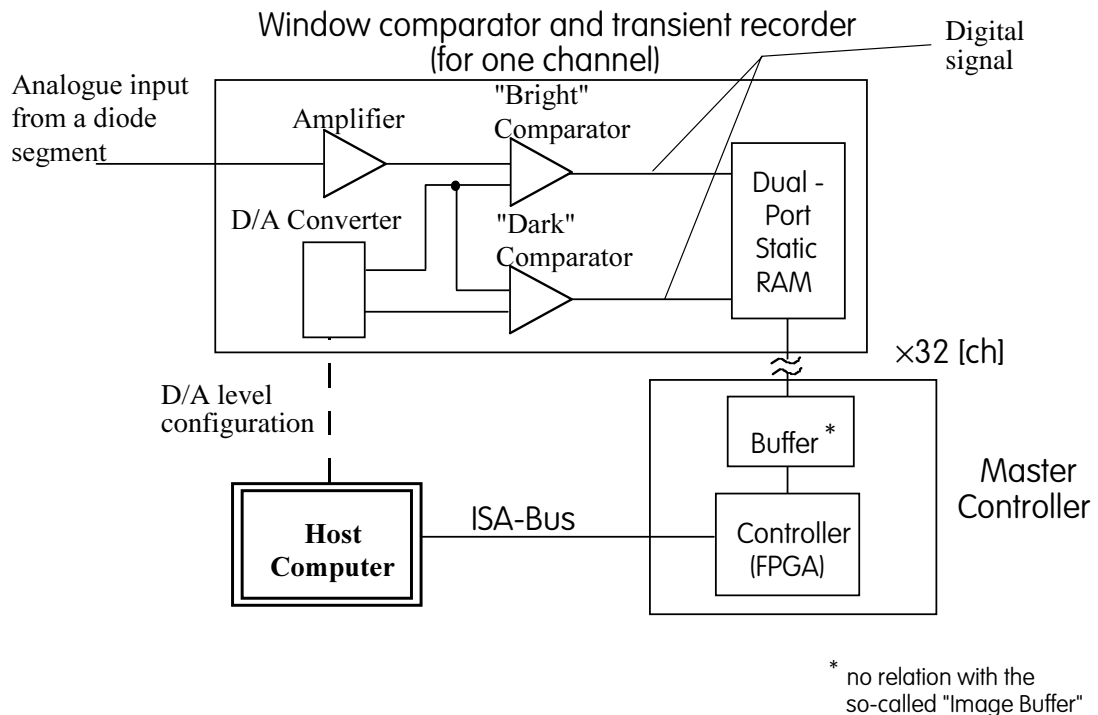 Window comparator and transient recorder
(for one channel)
Digital
signal
Analogue input
from a diode
segment
Amplifier
"Bright"
Comparator
D/A Converter
"Dark"
Comparator
Dual -
Port
Static
RAM
×32 [ch]
D/A level
configuration
Buffer *
Master
Controller
Host
Computer
ISA-Bus
Controller
(FPGA)
* no relation with the
so-called "Image Buffer"